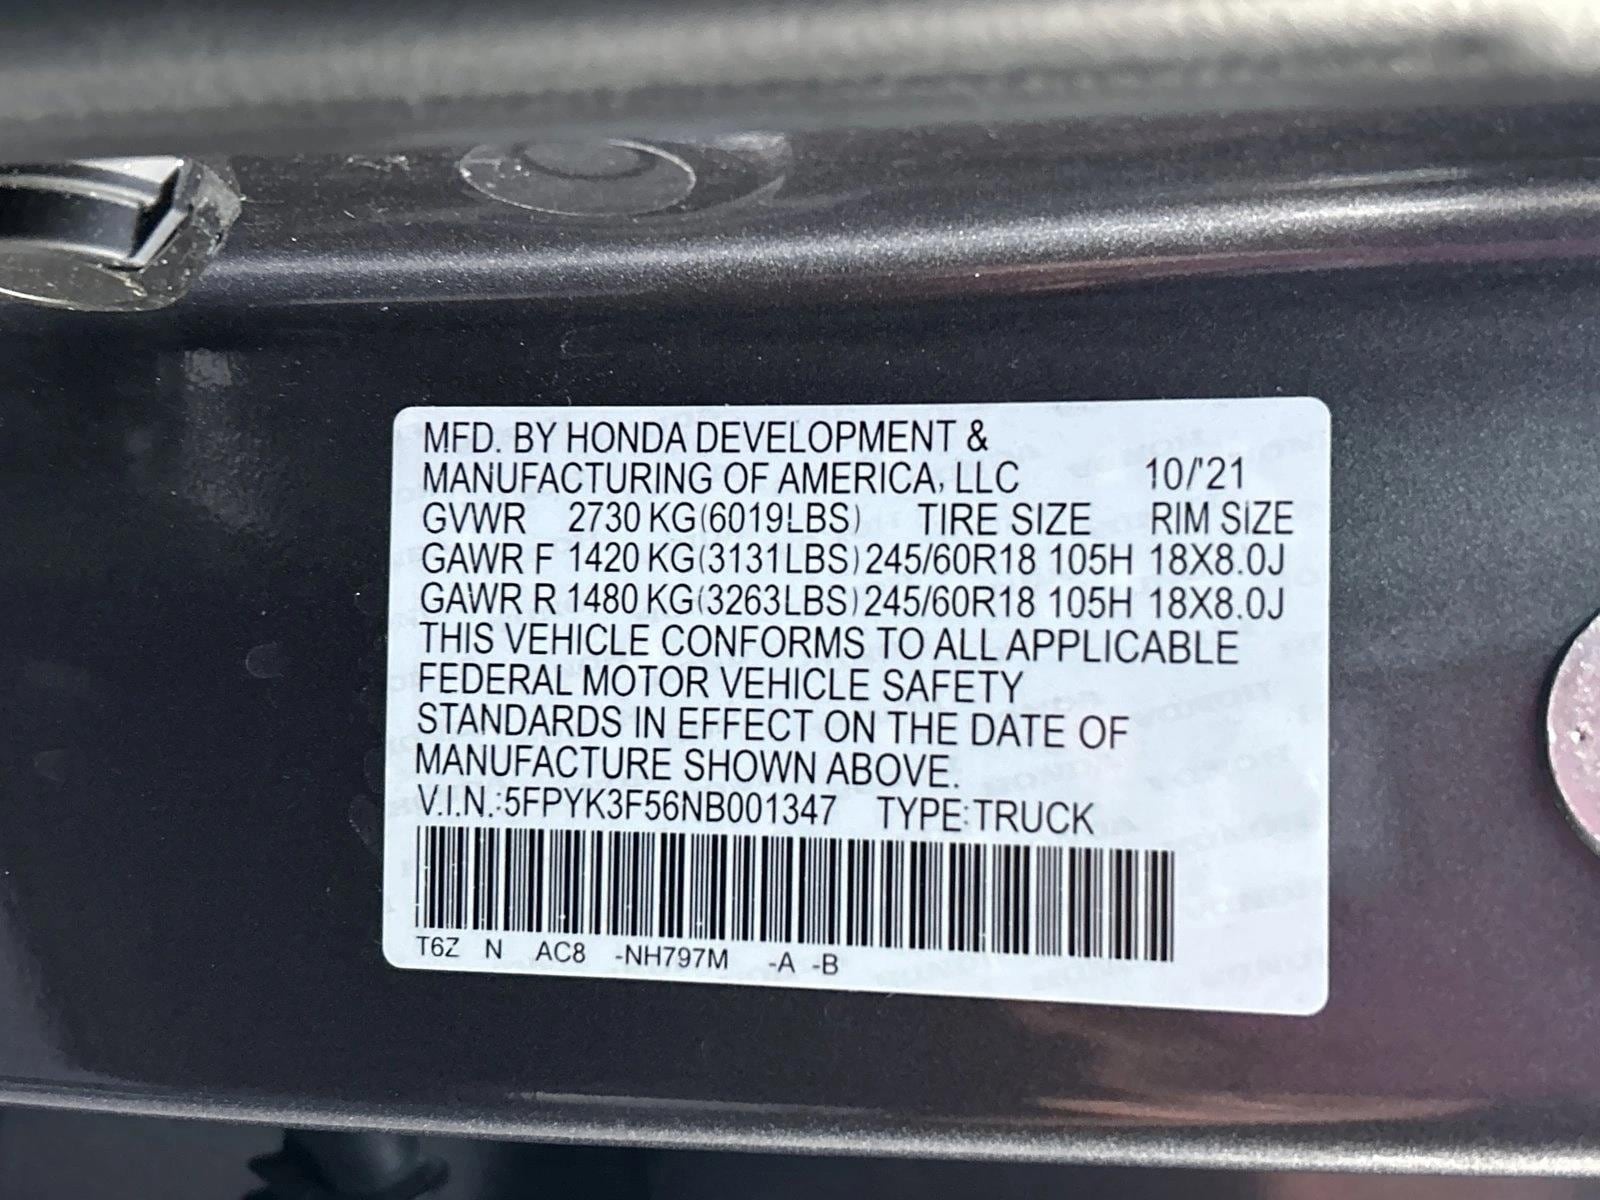 MFD. BY HONDA DEVELOPMENT &
MANUFACTURING OF AMERICA, LLC 10/'21
GVWR 2730 KG(6019LBS) TIRE SIZE RIM SIZE
GAWR F 1420 KG(3131LBS) 245/60R18 105H 18X8.0J
GAWR R 1480 KG(3263LBS) 245/60R18 105H 18X8.0J
THIS VEHICLE CONFORMS TO ALL APPLICABLE
FEDERAL MOTOR VEHICLE SAFETY
STANDARDS IN EFFECT ON THE DATE OF
MANUFACTURE SHOWN ABOVE.
V.I.N.:5FPYK3F56NB001347 TYPE:TRUCK
T6Z N AC8 -NH797M -A -B